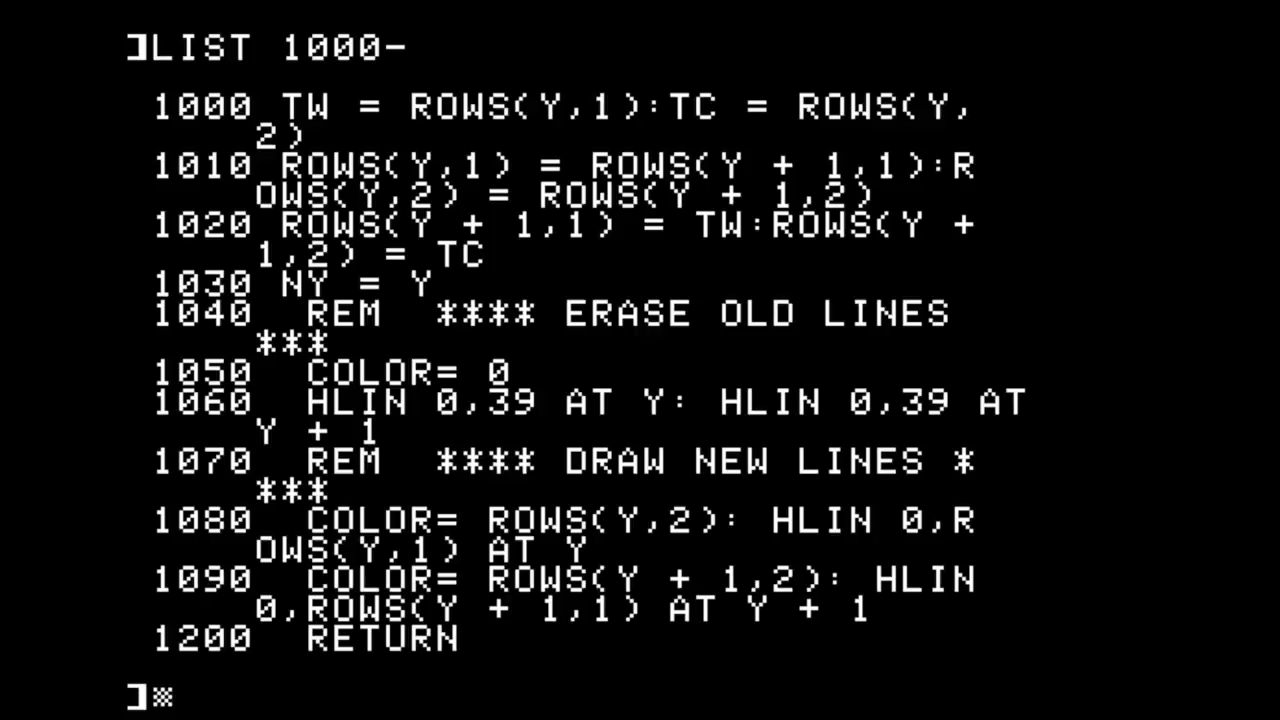 ]LIST 1000-
1000 TW = ROWS(Y,1):TC = ROWS(Y,
2)
1010 ROWS(Y,1) = ROWS(Y + 1,1):R
OWS(Y,2) = ROWS(Y + 1,2)
1020 ROWS(Y + 1,1) = TW:ROWS(Y +
1,2) = TC
1030 NY = Y
1040 REM **** ERASE OLD LINES
***
1050 COLOR= 0
1060 HLIN 0,39 AT Y: HLIN 0,39 AT
Y + 1
1070 REM **** DRAW NEW LINES *
***
1080 COLOR= ROWS(Y,2): HLIN 0,R
OWS(Y,1) AT Y
1090 COLOR= ROWS(Y + 1,2): HLIN
0,ROWS(Y + 1,1) AT Y + 1
1200 RETURN
]